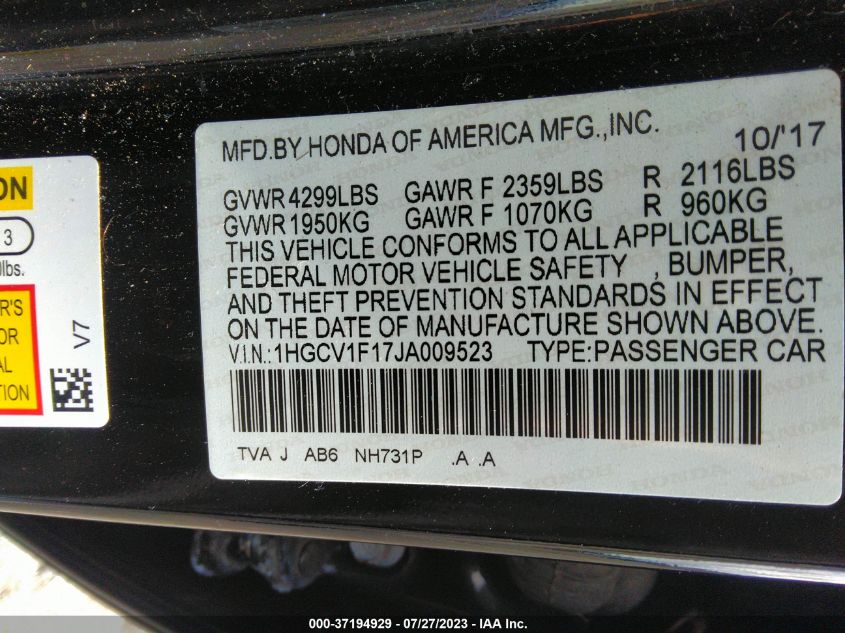 MFD.BY HONDA OF AMERICA MFG.,INC. 10/'17
GVWR 4299LBS GAWR F 2359LBS R 2116LBS
GVWR 1950KG GAWR F 1070KG R 960KG
THIS VEHICLE CONFORMS TO ALL APPLICABLE
FEDERAL MOTOR VEHICLE SAFETY , BUMPER,
AND THEFT PREVENTION STANDARDS IN EFFECT
ON THE DATE OF MANUFACTURE SHOWN ABOVE.
V.I.N.:1HGCV1F17JA009523 TYPE:PASSENGER CAR
TVA J AB6 NH731P .A .A
ON
3
lbs.
R'S
OR
AL
TION
V7
000-37194929 - 07/27/2023 - IAA Inc.